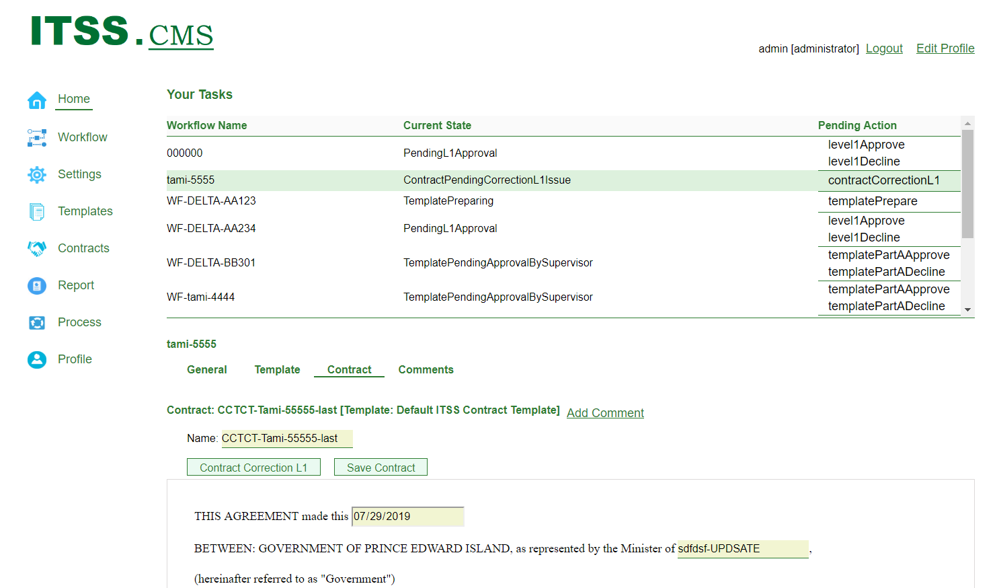 ITSS.CMS
admin [administrator] Logout Edit Profile
Home
Workflow
Settings
Templates
Contracts
Report
Process
Profile
Your Tasks
Workflow Name Current State Pending Action
000000 PendingL1Approval level1Approve
level1Decline
tami-5555 ContractPendingCorrectionL1Issue contractCorrectionL1
WF-DELTA-AA123 TemplatePreparing templatePrepare
WF-DELTA-AA234 PendingL1Approval level1Approve
level1Decline
WF-DELTA-BB301 TemplatePendingApprovalBySupervisor templatePartAApprove
templatePartADecline
WF-tami-4444 TemplatePendingApprovalBySupervisor templatePartAApprove
templatePartADecline
tami-5555
General Template Contract Comments
Contract: CCTCT-Tami-55555-last [Template: Default ITSS Contract Template] Add Comment
Name: CCTCT-Tami-55555-last
Contract Correction L1 Save Contract
THIS AGREEMENT made this 07/29/2019
BETWEEN: GOVERNMENT OF PRINCE EDWARD ISLAND, as represented by the Minister of sdfdsf-UPDSATE,
(hereinafter referred to as "Government")